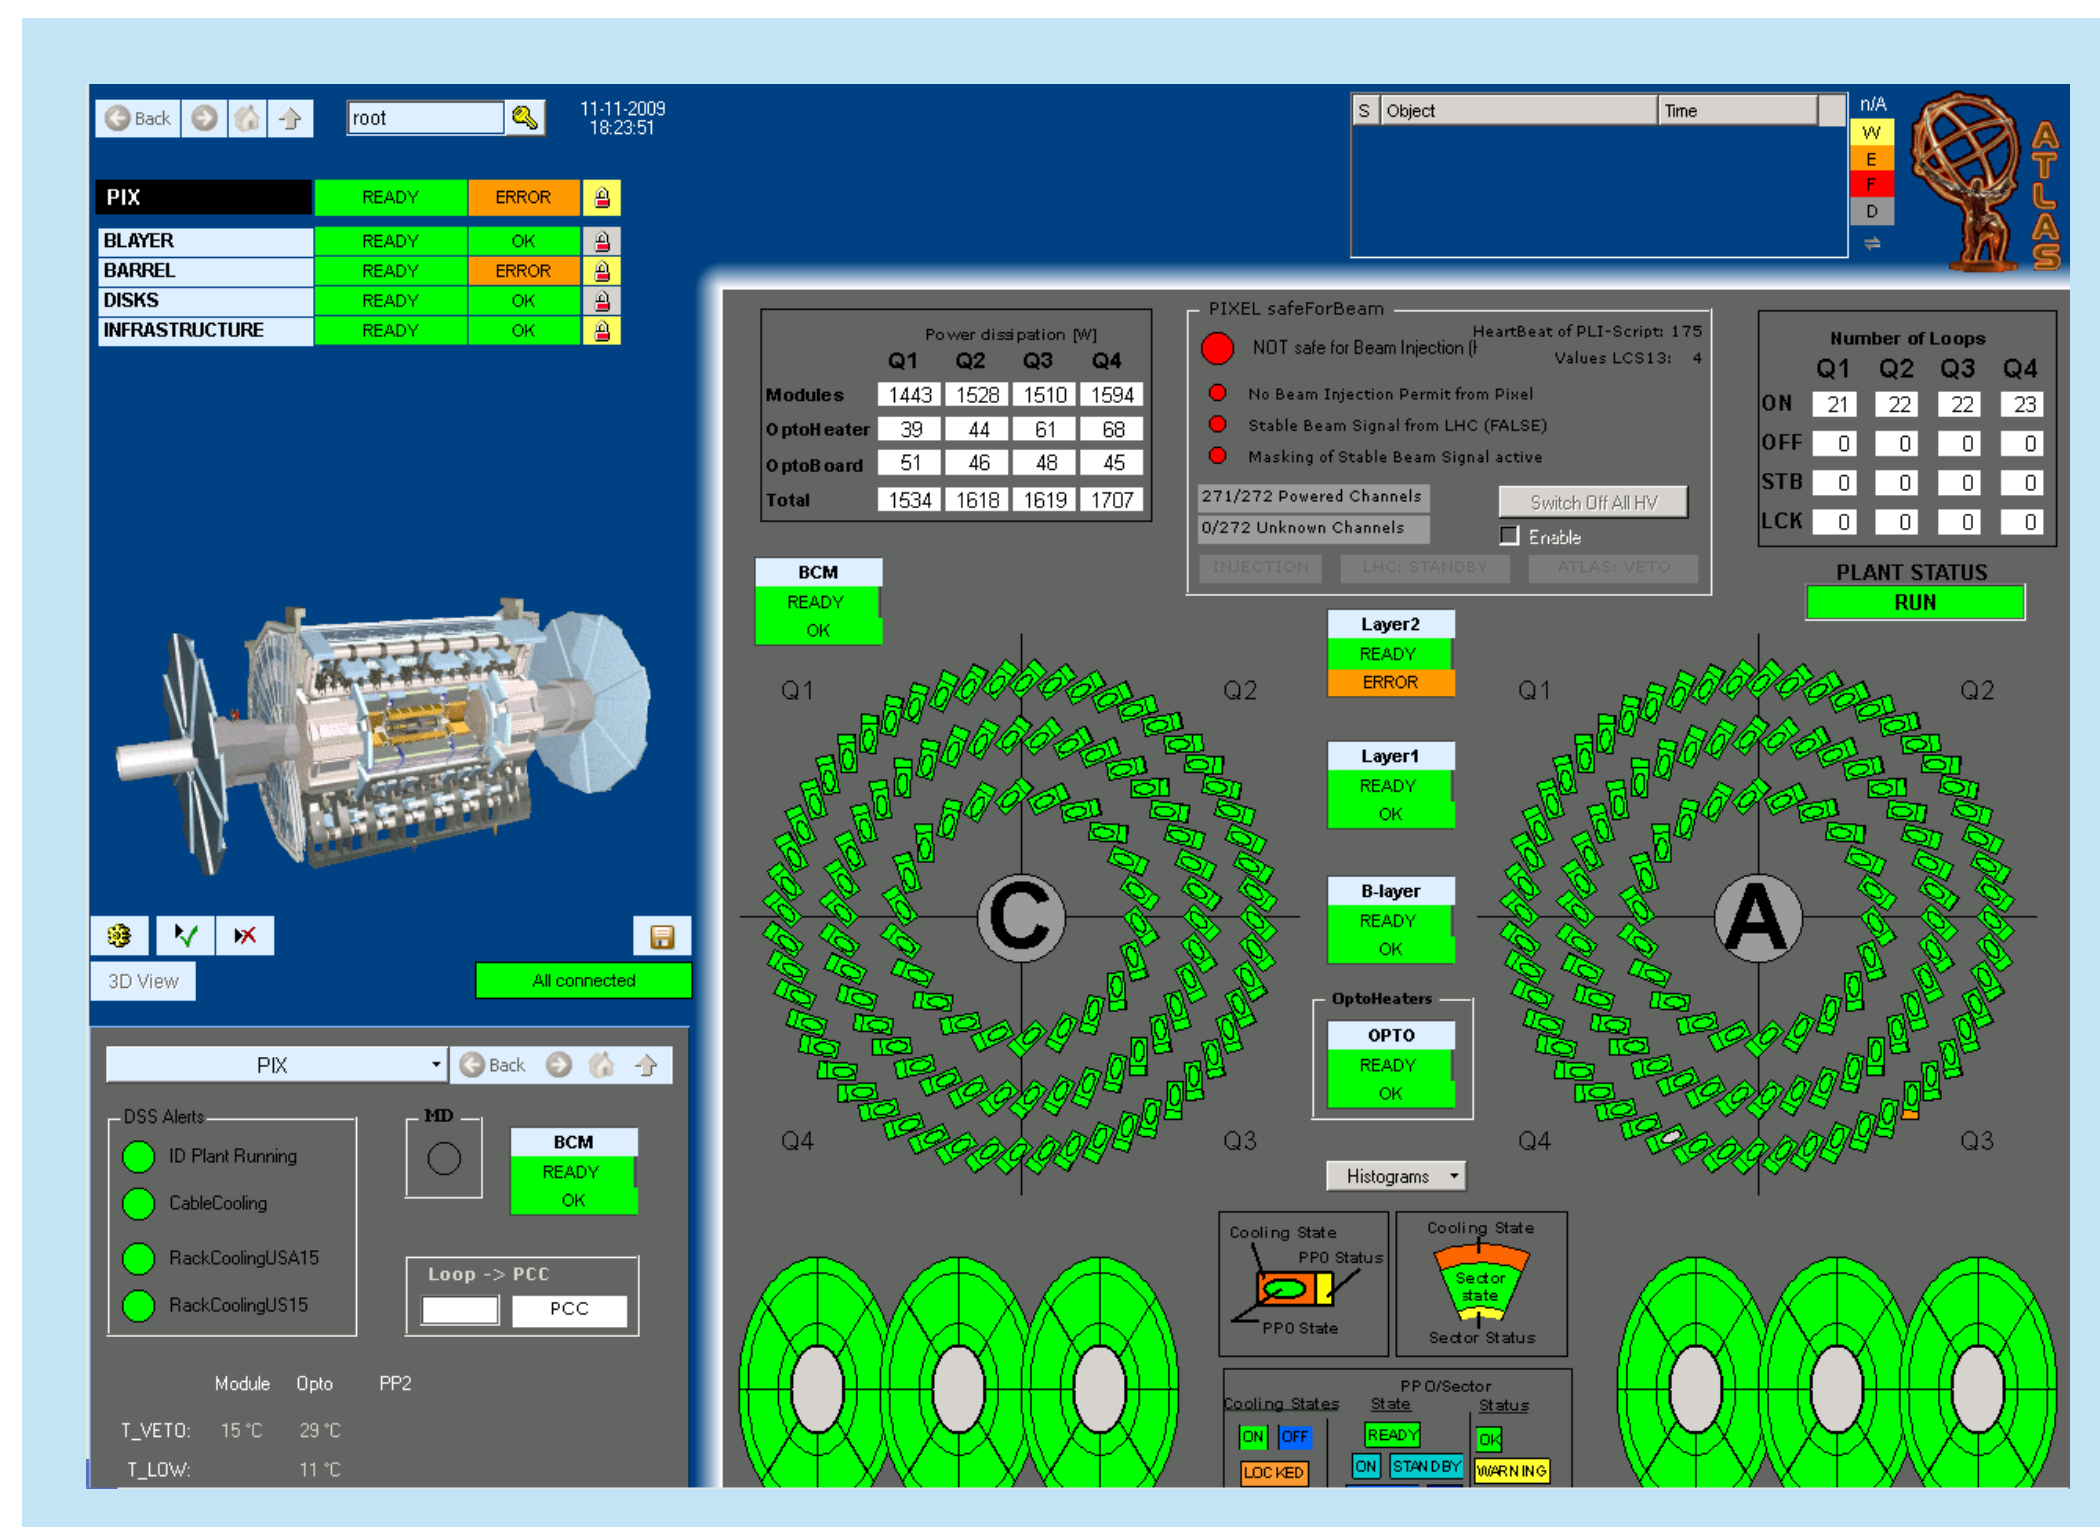 Back
root
11-11-2009
18:23:51
S Object Time
n/A
W
E
F
D
ATLAS
PIX READY ERROR
BLAYER READY OK
BARREL READY ERROR
DISKS READY OK
INFRASTRUCTURE READY OK
Power dissipation [W]
Q1 Q2 Q3 Q4
Modules 1443 1528 1510 1594
OptoHeater 39 44 61 68
OptoBoard 51 46 48 45
Total 1534 1618 1619 1707
PIXEL safeForBeam
HeartBeat of PLI-Script: 175
NOT safe for Beam Injection (
Values LCS13: 4
No Beam Injection Permit from Pixel
Stable Beam Signal from LHC (FALSE)
Masking of Stable Beam Signal active
271/272 Powered Channels
Switch Off All HV
0/272 Unknown Channels
Enable
INJECTION LHC: STANDBY ATLAS: VETO
Number of Loops
Q1 Q2 Q3 Q4
ON 21 22 22 23
OFF 0 0 0 0
STB 0 0 0 0
LCK 0 0 0 0
PLANT STATUS
RUN
BCM
READY
OK
Q1
Q2
C
Q4
Q3
Layer2
READY
ERROR
Layer1
READY
OK
B-layer
READY
OK
OptoHeaters
OPTO
READY
OK
Histograms
Q1
Q2
A
Q4
Q3
3D View
All connected
PIX
Back
DSS Alerts
ID Plant Running
CableCooling
RackCoolingUSA15
RackCoolingUS15
MD
BCM
READY
OK
Loop -> PCC
PCC
Module Opto PP2
T_VETO: 15 °C 29 °C
T_LOW: 11 °C
Cooling State
PP0 Status
PP0 State
Cooling State
Sector
state
Sector Status
PP0/Sector
Cooling States State Status
ON OFF READY OK
LOCKED ON STANDBY WARNING